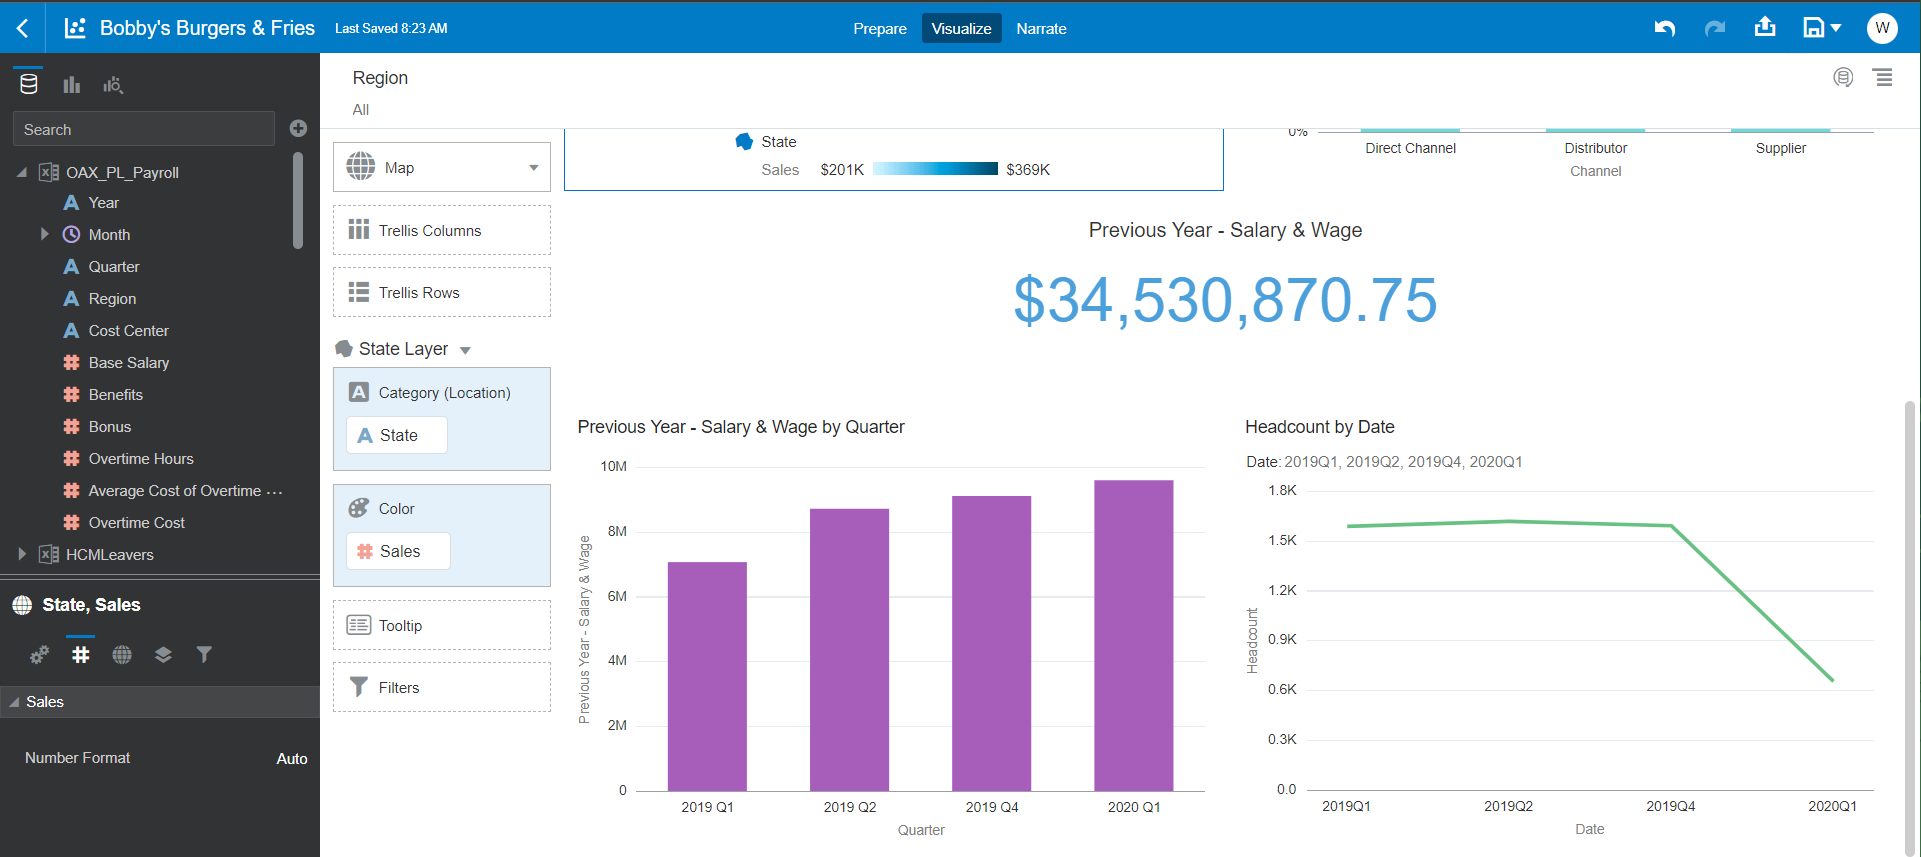 Bobby's Burgers & Fries
Last Saved 8:23 AM
Prepare
Visualize
Narrate
W
Search
OAX_PL_Payroll
A Year
Month
A Quarter
A Region
A Cost Center
# Base Salary
# Benefits
# Bonus
# Overtime Hours
# Average Cost of Overtime ...
# Overtime Cost
HCMLeavers
State, Sales
#
Sales
Number Format
Auto
Region
All
Map
Trellis Columns
Trellis Rows
State Layer
A Category (Location)
A State
Color
# Sales
Tooltip
Filters
State
Sales $201K $369K
0%
Direct Channel
Distributor
Supplier
Channel
Previous Year - Salary & Wage
$34,530,870.75
Previous Year - Salary & Wage by Quarter
Previous Year - Salary & Wage
10M
8M
6M
4M
2M
0
2019 Q1
2019 Q2
2019 Q4
2020 Q1
Quarter
Headcount by Date
Date: 2019Q1, 2019Q2, 2019Q4, 2020Q1
Headcount
1.8K
1.5K
1.2K
0.9K
0.6K
0.3K
0.0
2019Q1
2019Q2
2019Q4
2020Q1
Date